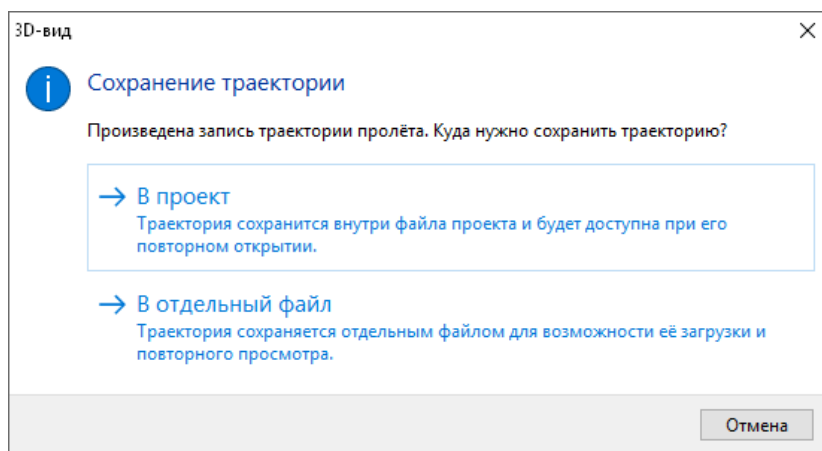 3D-вид
Сохранение траектории
Произведена запись траектории пролёта. Куда нужно сохранить траекторию?
В проект
Траектория сохранится внутри файла проекта и будет доступна при его
повторном открытии.
В отдельный файл
Траектория сохраняется отдельным файлом для возможности её загрузки и
повторного просмотра.
Отмена